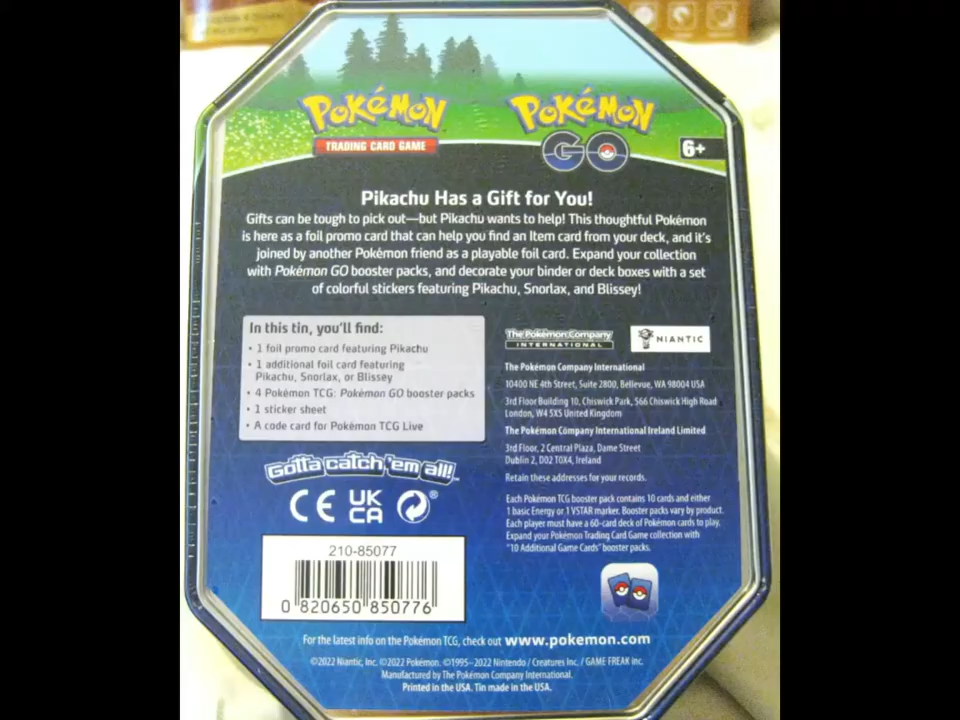 POKéMON
TRADING CARD GAME
POKéMON
GO
6+
Pikachu Has a Gift for You!
Gifts can be tough to pick out—but Pikachu wants to help! This thoughtful Pokémon
is here as a foil promo card that can help you find an Item card from your deck, and it's
joined by another Pokémon friend as a playable foil card. Expand your collection
with Pokémon GO booster packs, and decorate your binder or deck boxes with a set
of colorful stickers featuring Pikachu, Snorlax, and Blissey!
In this tin, you'll find:
• 1 foil promo card featuring Pikachu
• 1 additional foil card featuring
Pikachu, Snorlax, or Blissey
• 4 Pokémon TCG: Pokémon GO booster packs
• 1 sticker sheet
• A code card for Pokémon TCG Live
Gotta catch 'em all!™
CE UK
CA ®
210-85077
0 820650 850776
The Pokémon Company
INTERNATIONAL
NIANTIC
The Pokémon Company International
10400 NE 4th Street, Suite 2800, Bellevue, WA 98004 USA
3rd Floor Building 10, Chiswick Park, 566 Chiswick High Road
London, W4 5XS United Kingdom
The Pokémon Company International Ireland Limited
3rd Floor, 2 Central Plaza, Dame Street
Dublin 2, D02 T0X4, Ireland
Retain these addresses for your records.
Each Pokémon TCG booster pack contains 10 cards and either
1 basic Energy or 1 VSTAR marker. Booster packs vary by product.
Each player must have a 60-card deck of Pokémon cards to play.
Expand your Pokémon Trading Card Game collection with
"10 Additional Game Cards" booster packs.
For the latest info on the Pokémon TCG, check out www.pokemon.com
©2022 Niantic, Inc. ©2022 Pokémon. ©1995–2022 Nintendo / Creatures Inc. / GAME FREAK inc.
Manufactured by The Pokémon Company International.
Printed in the USA. Tin made in the USA.